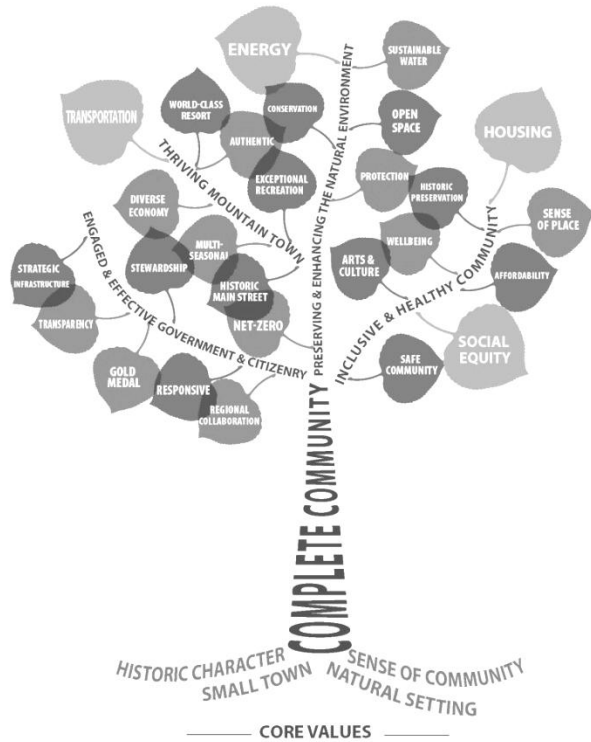 ENERGY
SUSTAINABLE
WATER
TRANSPORTATION
WORLD-CLASS
RESORT
CONSERVATION
OPEN
SPACE
HOUSING
AUTHENTIC
EXCEPTIONAL
RECREATION
PROTECTION
HISTORIC
PRESERVATION
THRIVING MOUNTAIN TOWN
PRESERVING & ENHANCING THE NATURAL ENVIRONMENT
DIVERSE
ECONOMY
MULTI-
SEASONAL
WELLBEING
SENSE
OF PLACE
ENGAGED & EFFECTIVE GOVERNMENT & CITIZENRY
STRATEGIC
INFRASTRUCTURE
STEWARDSHIP
HISTORIC
MAIN STREET
ARTS &
CULTURE
AFFORDABILITY
INCLUSIVE & HEALTHY COMMUNITY
TRANSPARENCY
NET-ZERO
SOCIAL
EQUITY
GOLD
MEDAL
RESPONSIVE
REGIONAL
COLLABORATION
SAFE
COMMUNITY
COMPLETE COMMUNITY
HISTORIC CHARACTER
SMALL TOWN
SENSE OF COMMUNITY
NATURAL SETTING
CORE VALUES